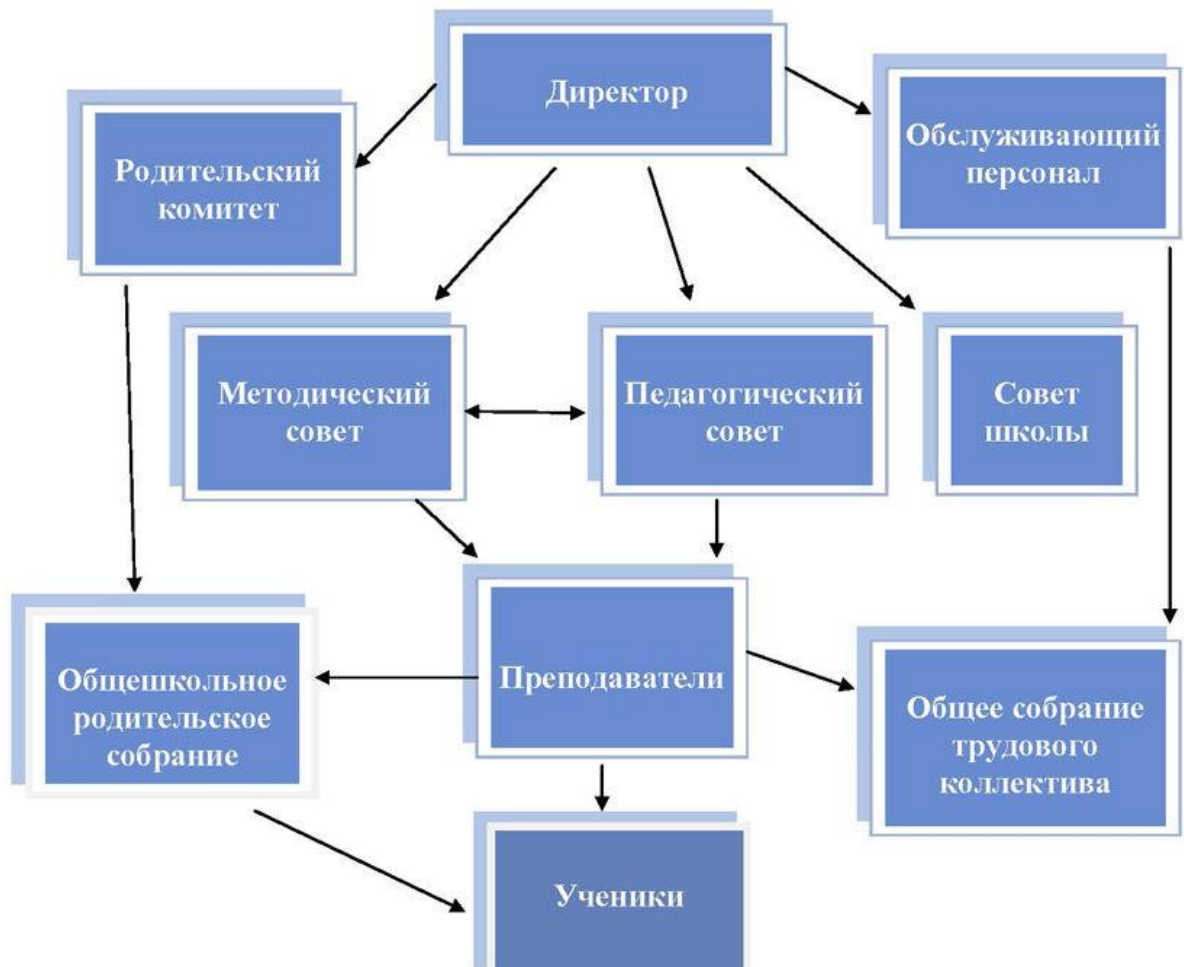 Директор
Родительский
комитет
Обслуживающий
персонал
Методический
совет
Педагогический
совет
Совет
школы
Общешкольное
родительское
собрание
Преподаватели
Общее собрание
трудового
коллектива
Ученики